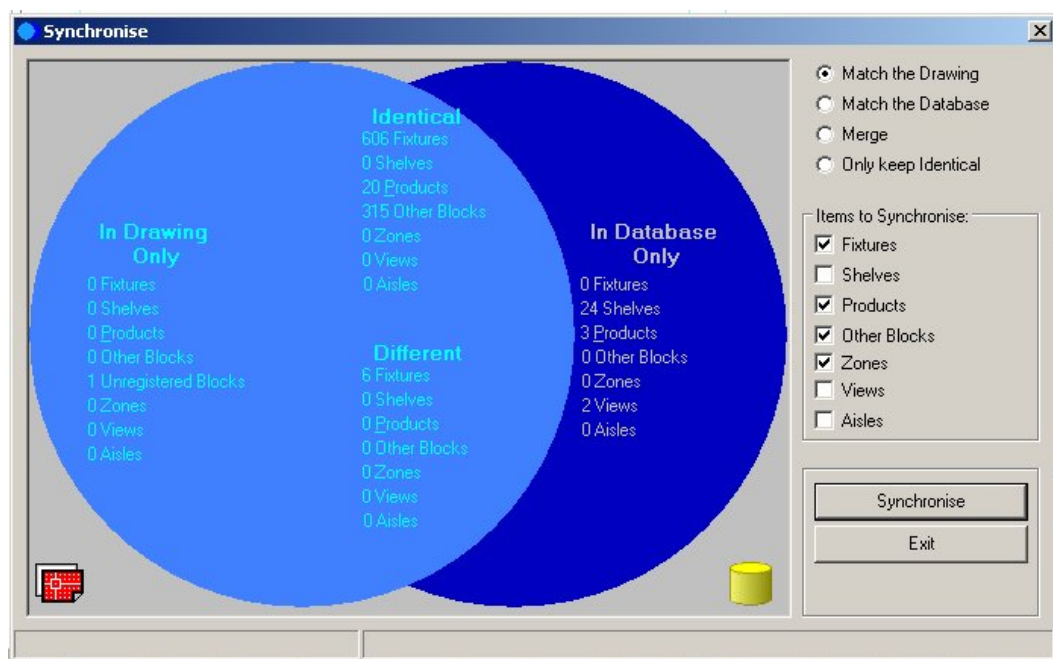 Synchronise
Identical
606 Fixtures
0 Shelves
20 Products
315 Other Blocks
0 Zones
0 Views
0 Aisles
In Drawing
Only
0 Fixtures
0 Shelves
0 Products
0 Other Blocks
1 Unregistered Blocks
0 Zones
0 Views
0 Aisles
Different
6 Fixtures
0 Shelves
0 Products
0 Other Blocks
0 Zones
0 Views
0 Aisles
In Database
Only
0 Fixtures
24 Shelves
3 Products
0 Other Blocks
0 Zones
2 Views
0 Aisles
Match the Drawing
Match the Database
Merge
Only keep Identical
Items to Synchronise:
Fixtures
Shelves
Products
Other Blocks
Zones
Views
Aisles
Synchronise
Exit